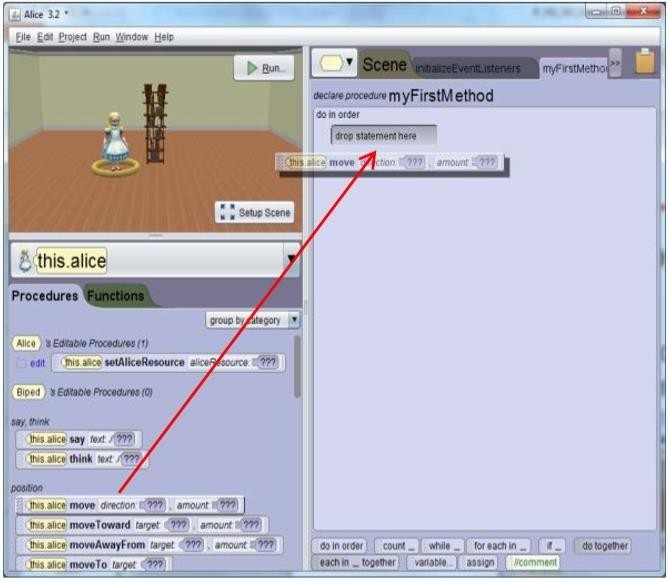 Alice 3.2 *
File Edit Project Run Window Help
Run...
Setup Scene
this.alice
Procedures Functions
group by category
Alice 's Editable Procedures (1)
edit this.alice setAliceResource aliceResource: ???
Biped 's Editable Procedures (0)
say, think
this.alice say text: ???
this.alice think text: ???
position
this.alice move direction: ??? , amount: ???
this.alice moveToward target: ??? , amount: ???
this.alice moveAwayFrom target: ??? , amount: ???
this.alice moveTo target: ???
Scene initializeEventListeners myFirstMethod >>
declare procedure myFirstMethod
do in order
drop statement here
this.alice move direction: ??? , amount: ???
do in order count _ while _ for each in _ if _ do together
each in _ together variable... assign //comment